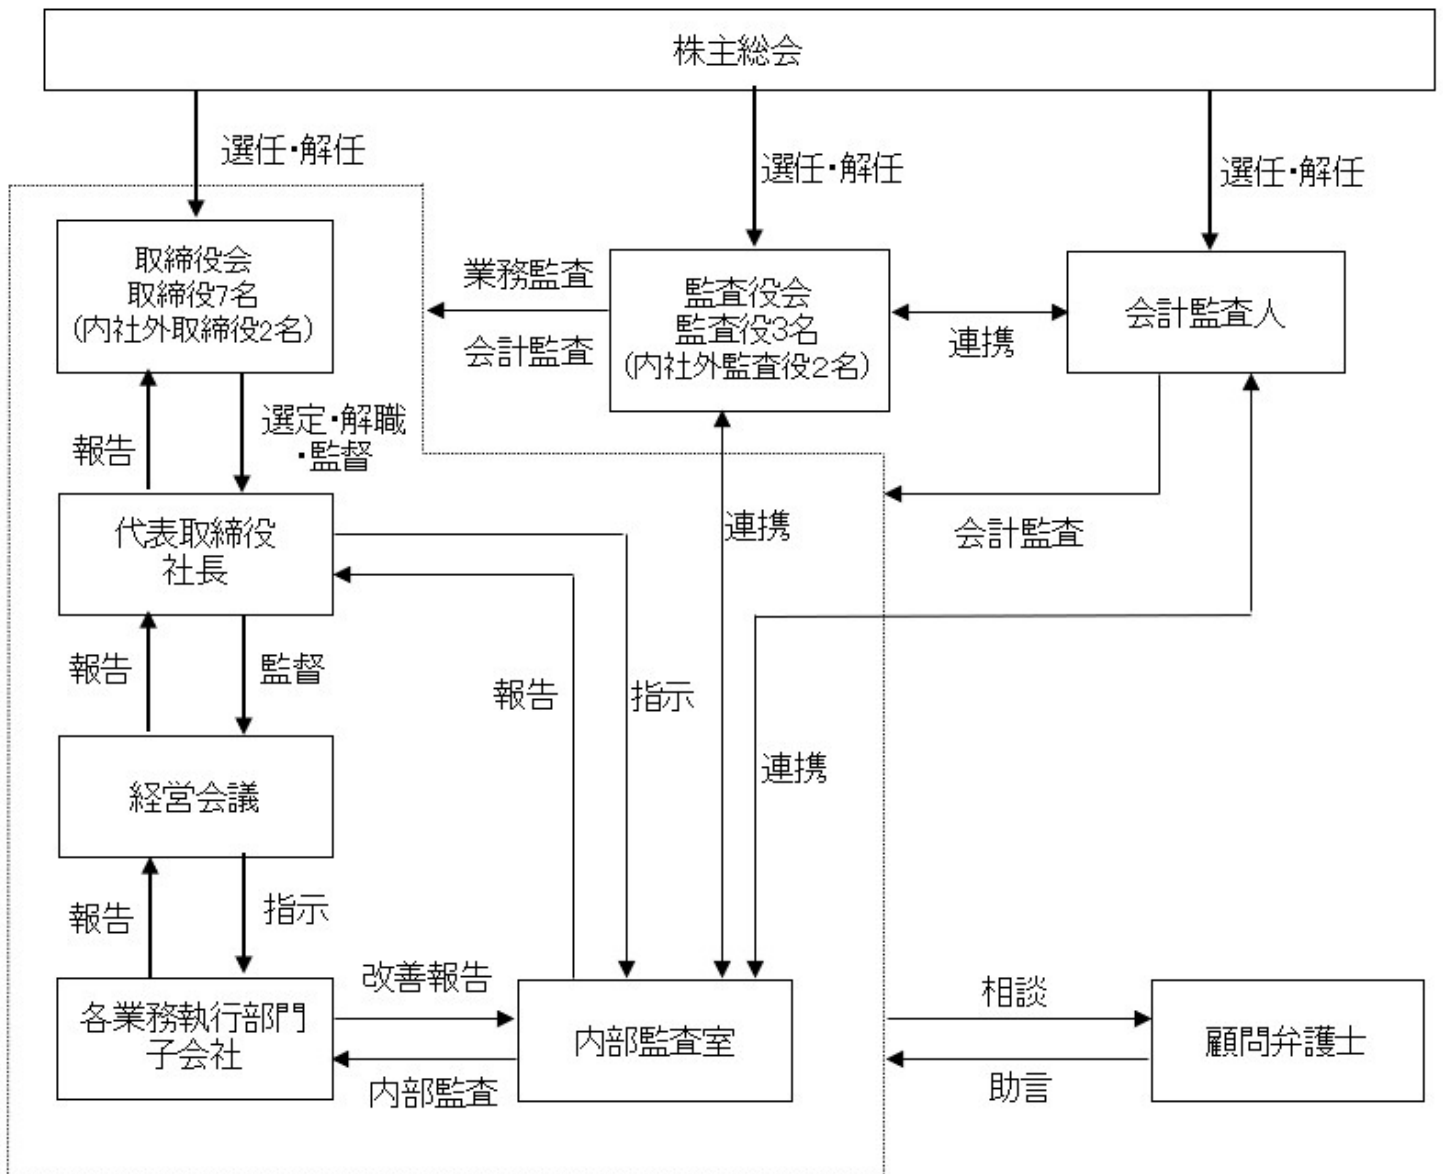 株主総会
選任・解任
選任・解任
選任・解任
取締役会
取締役7名
(内社外取締役2名)
業務監査
会計監査
監査役会
監査役3名
(内社外監査役2名)
連携
会計監査人
報告
選定・解職
・監督
代表取締役
社長
連携
会計監査
報告
監督
報告
指示
連携
経営会議
報告
指示
改善報告
各業務執行部門
子会社
内部監査
内部監査室
相談
助言
顧問弁護士